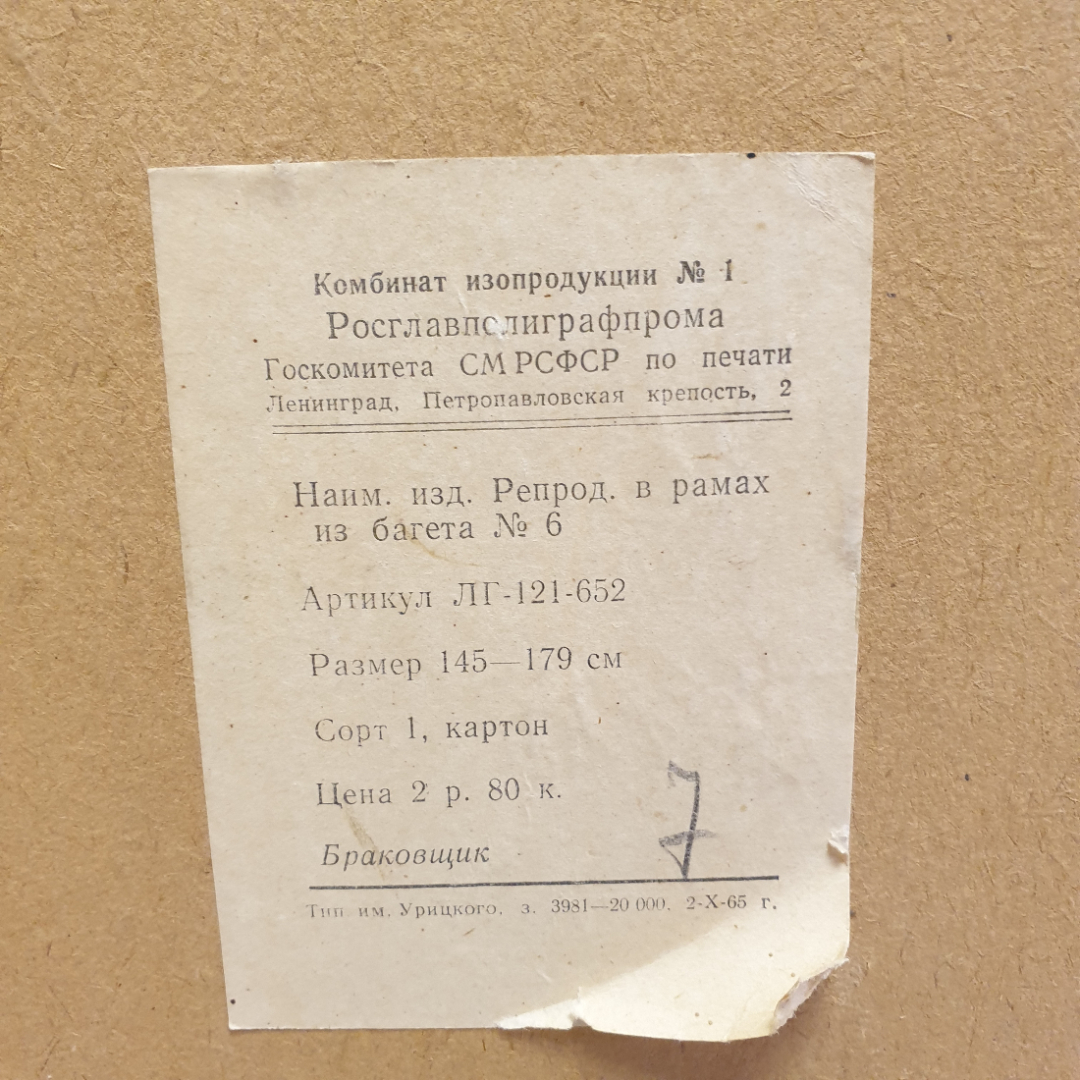 Комбинат изопродукции № 1
Росглавполиграфпрома
Госкомитета СМ РСФСР по печати
Ленинград, Петропавловская крепость, 2
Наим. изд. Репрод. в рамах
из багета № 6
Артикул ЛГ-121-652
Размер 145—179 см
Сорт 1, картон
Цена 2 р. 80 к.
Браковщик 7
Тип им. Урицкого, з. 3981—20 000. 2-X-65 г.